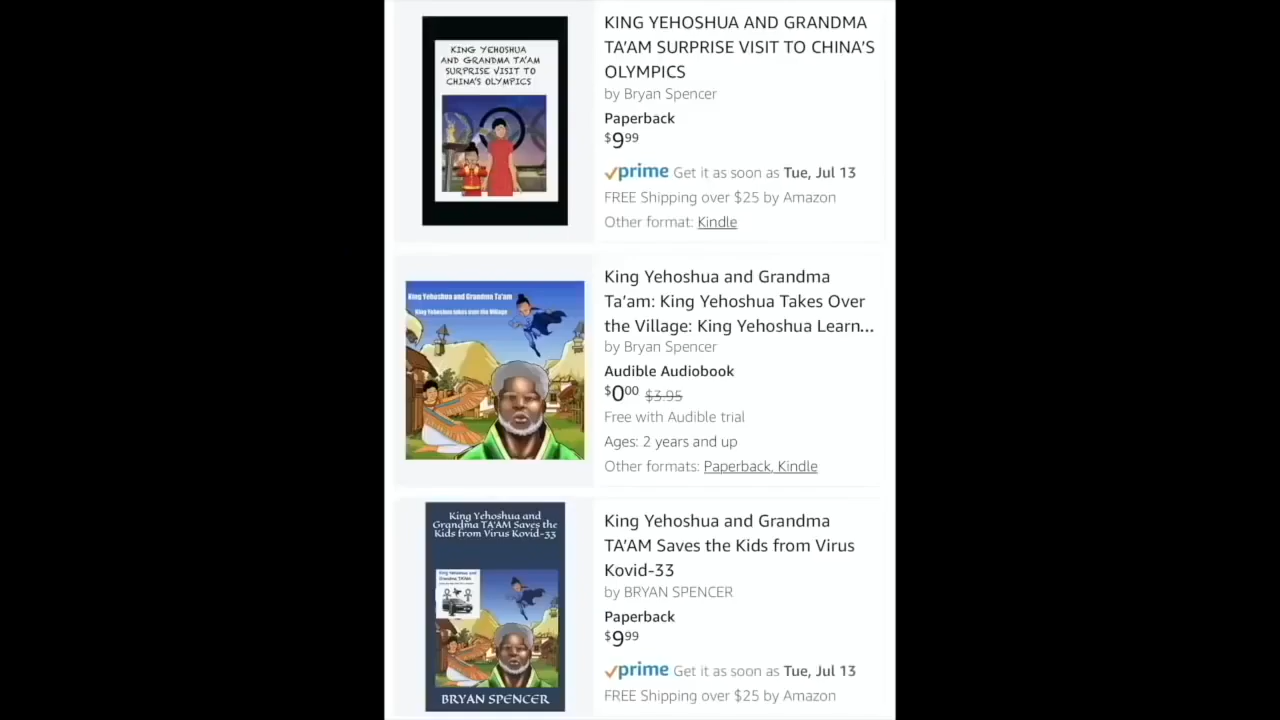 KING YEHOSHUA
AND GRANDMA TA'AM
SURPRISE VISIT TO
CHINA'S OLYMPICS
KING YEHOSHUA AND GRANDMA
TA'AM SURPRISE VISIT TO CHINA'S
OLYMPICS
by Bryan Spencer
Paperback
$9.99
prime Get it as soon as Tue, Jul 13
FREE Shipping over $25 by Amazon
Other format: Kindle
King Yehoshua and Grandma Ta'am
King Yehoshua takes over the Village
King Yehoshua and Grandma
Ta'am: King Yehoshua Takes Over
the Village: King Yehoshua Learn...
by Bryan Spencer
Audible Audiobook
$0.00 $3.95
Free with Audible trial
Ages: 2 years and up
Other formats: Paperback, Kindle
King Yehoshua and
Grandma TA'AM Saves the
Kids from Virus Kovid-33
BRYAN SPENCER
King Yehoshua and Grandma
TA'AM Saves the Kids from Virus
Kovid-33
by BRYAN SPENCER
Paperback
$9.99
prime Get it as soon as Tue, Jul 13
FREE Shipping over $25 by Amazon